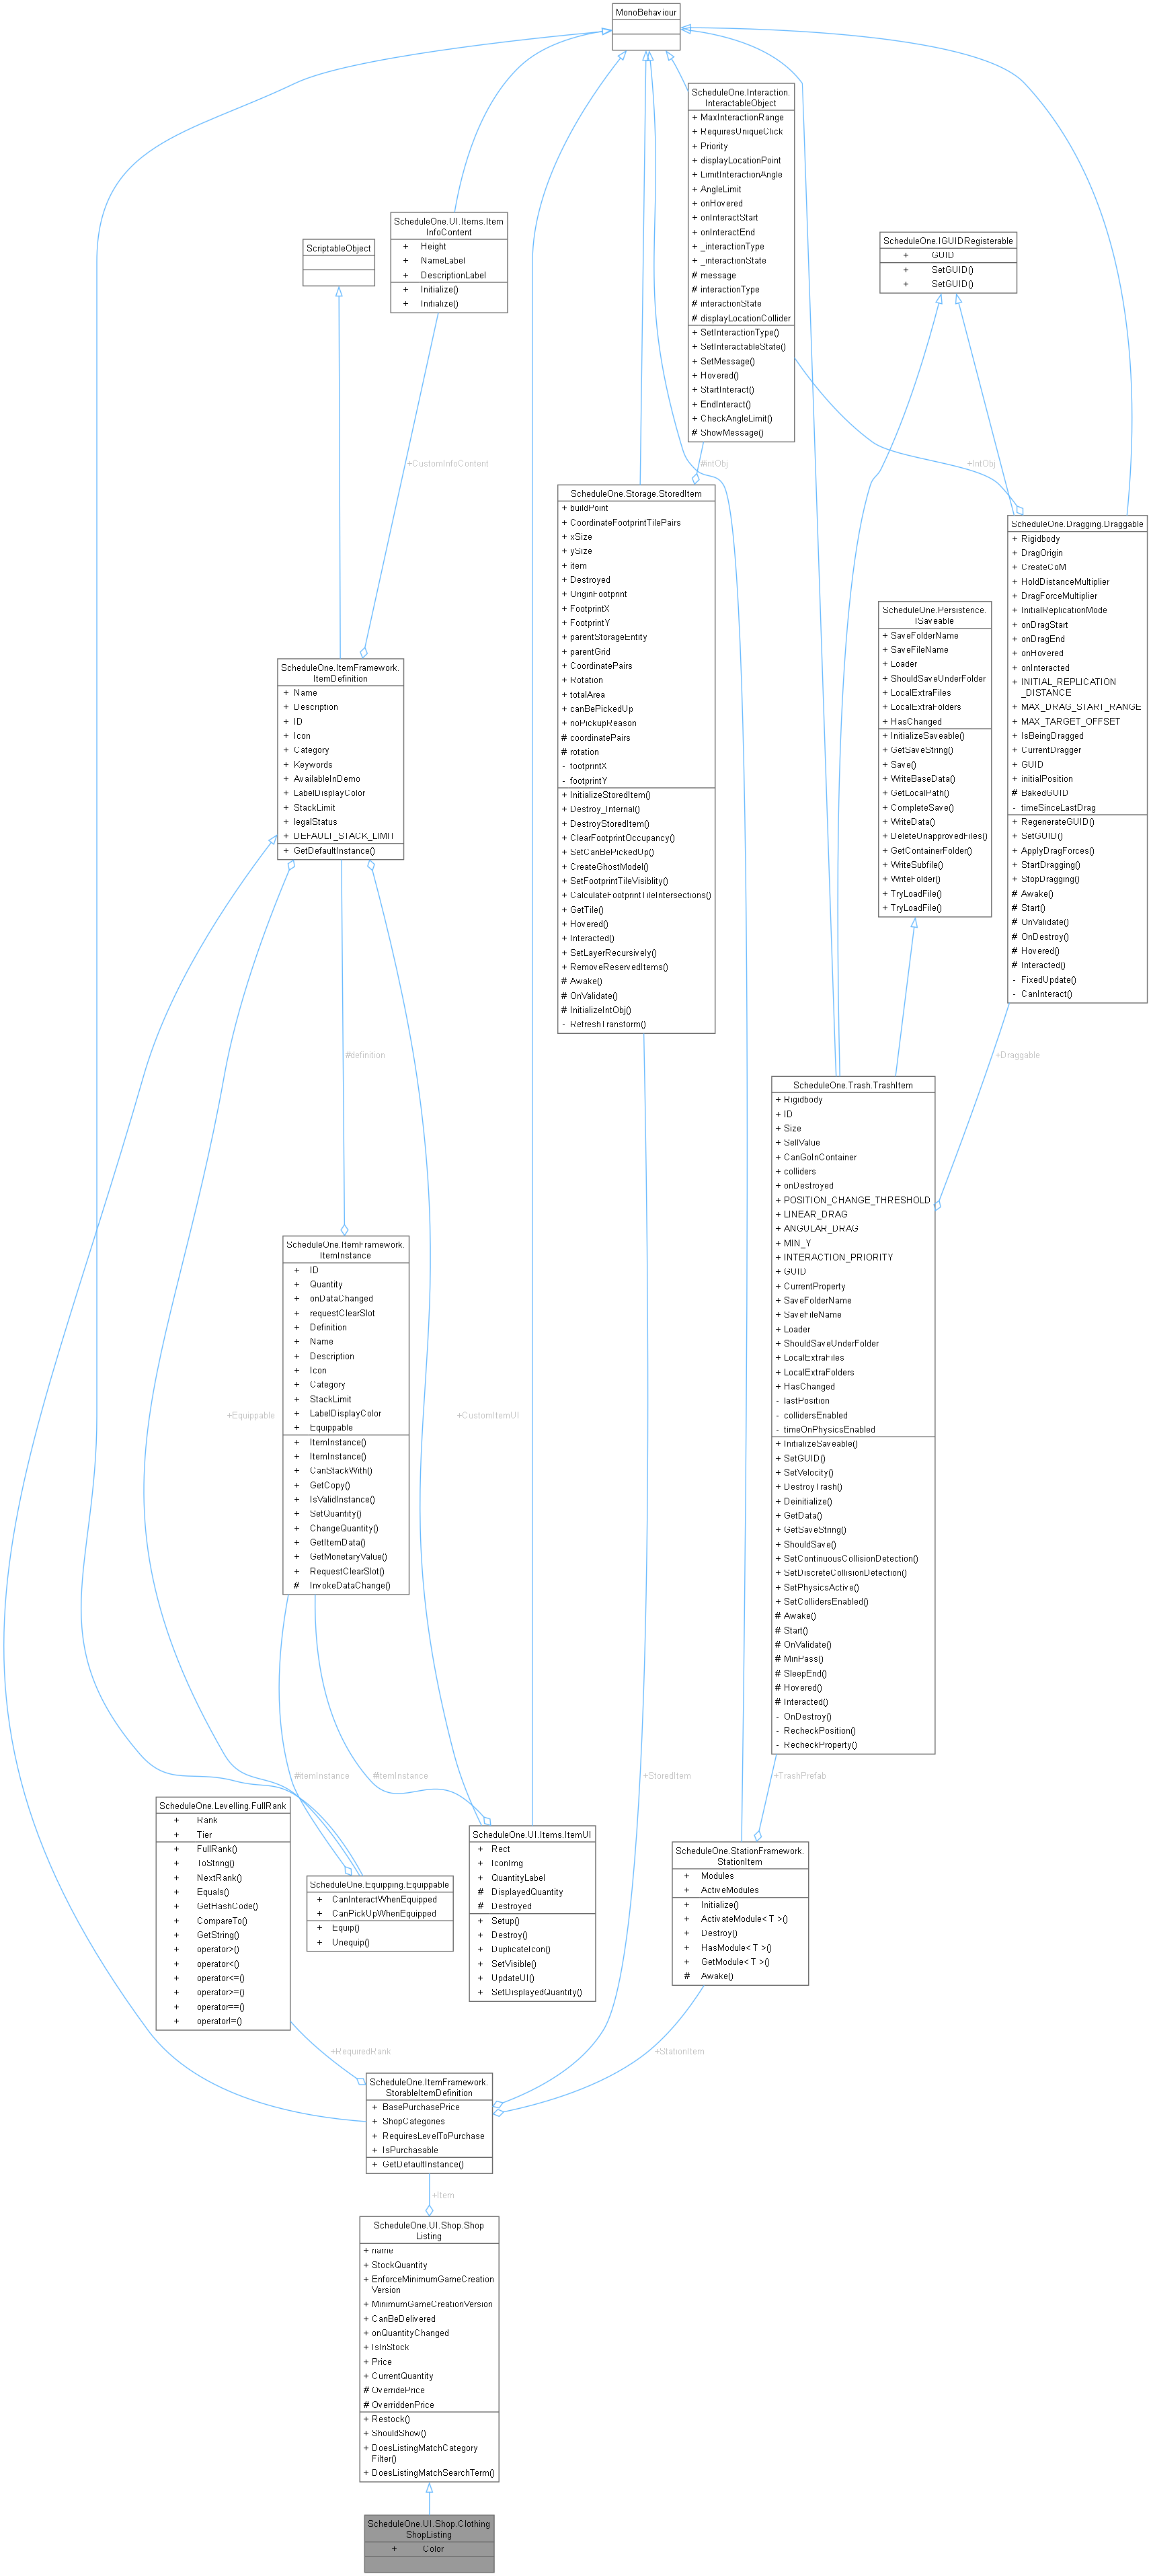 MonoBehaviour
ScheduleOne.Interaction.
InteractableObject
+ MaxInteractionRange
+ RequiresUniqueClick
+ Priority
+ displayLocationPoint
+ LimitInteractionAngle
+ AngleLimit
+ onHovered
+ onInteractStart
+ onInteractEnd
+ _interactionType
+ _interactionState
# message
# interactionType
# interactionState
# displayLocationCollider
+ SetInteractionType()
+ SetInteractableState()
+ SetMessage()
+ Hovered()
+ StartInteract()
+ EndInteract()
+ CheckAngleLimit()
# ShowMessage()
ScheduleOne.UI.Items.Item
InfoContent
+ Height
+ NameLabel
+ DescriptionLabel
+ Initialize()
+ Initialize()
ScriptableObject
ScheduleOne.IGUIDRegisterable
+ GUID
+ SetGUID()
+ SetGUID()
+CustomInfoContent
#intObj
+IntObj
ScheduleOne.Storage.StoredItem
+ buildPoint
+ CoordinateFootprintTilePairs
+ xSize
+ ySize
+ item
+ Destroyed
+ OriginFootprint
+ FootprintX
+ FootprintY
+ parentStorageEntity
+ parentGrid
+ CoordinatePairs
+ Rotation
+ totalArea
+ canBePickedUp
+ noPickupReason
# coordinatePairs
# rotation
- footprintX
- footprintY
+ InitializeStoredItem()
+ Destroy_Internal()
+ DestroyStoredItem()
+ ClearFootprintOccupancy()
+ SetCanBePickedUp()
+ CreateGhostModel()
+ SetFootprintTileVisiblity()
+ CalculateFootprintTileIntersections()
+ GetTile()
+ Hovered()
+ Interacted()
+ SetLayerRecursively()
+ RemoveReservedItems()
# Awake()
# OnValidate()
# InitializeIntObj()
- RefreshTransform()
ScheduleOne.Dragging.Draggable
+ Rigidbody
+ DragOrigin
+ CreateCoM
+ HoldDistanceMultiplier
+ DragForceMultiplier
+ InitialReplicationMode
+ onDragStart
+ onDragEnd
+ onHovered
+ onInteracted
+ INITIAL_REPLICATION
_DISTANCE
+ MAX_DRAG_START_RANGE
+ MAX_TARGET_OFFSET
+ IsBeingDragged
+ CurrentDragger
+ GUID
+ initialPosition
# BakedGUID
- timeSinceLastDrag
+ RegenerateGUID()
+ SetGUID()
+ ApplyDragForces()
+ StartDragging()
+ StopDragging()
# Awake()
# Start()
# OnValidate()
# OnDestroy()
# Hovered()
# Interacted()
- FixedUpdate()
- CanInteract()
ScheduleOne.Persistence.
ISaveable
+ SaveFolderName
+ SaveFileName
+ Loader
+ ShouldSaveUnderFolder
+ LocalExtraFiles
+ LocalExtraFolders
+ HasChanged
+ InitializeSaveable()
+ GetSaveString()
+ Save()
+ WriteBaseData()
+ GetLocalPath()
+ CompleteSave()
+ WriteData()
+ DeleteUnapprovedFiles()
+ GetContainerFolder()
+ WriteSubfile()
+ WriteFolder()
+ TryLoadFile()
+ TryLoadFile()
ScheduleOne.ItemFramework.
ItemDefinition
+ Name
+ Description
+ ID
+ Icon
+ Category
+ Keywords
+ AvailableInDemo
+ LabelDisplayColor
+ StackLimit
+ legalStatus
+ DEFAULT_STACK_LIMIT
+ GetDefaultInstance()
#definition
+Draggable
ScheduleOne.Trash.TrashItem
+ Rigidbody
+ ID
+ Size
+ SellValue
+ CanGoInContainer
+ colliders
+ onDestroyed
+ POSITION_CHANGE_THRESHOLD
+ LINEAR_DRAG
+ ANGULAR_DRAG
+ MIN_Y
+ INTERACTION_PRIORITY
+ GUID
+ CurrentProperty
+ SaveFolderName
+ SaveFileName
+ Loader
+ ShouldSaveUnderFolder
+ LocalExtraFiles
+ LocalExtraFolders
+ HasChanged
- lastPosition
- collidersEnabled
- timeOnPhysicsEnabled
+ InitializeSaveable()
+ SetGUID()
+ SetVelocity()
+ DestroyTrash()
+ Deinitialize()
+ GetData()
+ GetSaveString()
+ ShouldSave()
+ SetContinuousCollisionDetection()
+ SetDiscreteCollisionDetection()
+ SetPhysicsActive()
+ SetCollidersEnabled()
# Awake()
# Start()
# OnValidate()
# MinPass()
# SleepEnd()
# Hovered()
# Interacted()
- OnDestroy()
- RecheckPosition()
- RecheckProperty()
ScheduleOne.ItemFramework.
ItemInstance
+ ID
+ Quantity
+ onDataChanged
+ requestClearSlot
+ Definition
+ Name
+ Description
+ Icon
+ Category
+ StackLimit
+ LabelDisplayColor
+ Equippable
+ ItemInstance()
+ ItemInstance()
+ CanStackWith()
+ GetCopy()
+ IsValidInstance()
+ SetQuantity()
+ ChangeQuantity()
+ GetItemData()
+ GetMonetaryValue()
+ RequestClearSlot()
# InvokeDataChange()
+Equippable
+CustomItemUI
#itemInstance
#itemInstance
+StoredItem
+TrashPrefab
ScheduleOne.Levelling.FullRank
+ Rank
+ Tier
+ FullRank()
+ ToString()
+ NextRank()
+ Equals()
+ GetHashCode()
+ CompareTo()
+ GetString()
+ operator>()
+ operator<()
+ operator<=()
+ operator>=()
+ operator==()
+ operator!=()
ScheduleOne.Equipping.Equippable
+ CanInteractWhenEquipped
+ CanPickUpWhenEquipped
+ Equip()
+ Unequip()
ScheduleOne.UI.Items.ItemUI
+ Rect
+ IconImg
+ QuantityLabel
# DisplayedQuantity
# Destroyed
+ Setup()
+ Destroy()
+ DuplicateIcon()
+ SetVisible()
+ UpdateUI()
+ SetDisplayedQuantity()
ScheduleOne.StationFramework.
StationItem
+ Modules
+ ActiveModules
+ Initialize()
+ ActivateModule< T >()
+ Destroy()
+ HasModule< T >()
+ GetModule< T >()
# Awake()
+RequiredRank
+StationItem
ScheduleOne.ItemFramework.
StorableItemDefinition
+ BasePurchasePrice
+ ShopCategories
+ RequiresLevelToPurchase
+ IsPurchasable
+ GetDefaultInstance()
+Item
ScheduleOne.UI.Shop.Shop
Listing
+ name
+ StockQuantity
+ EnforceMinimumGameCreation
Version
+ MinimumGameCreationVersion
+ CanBeDelivered
+ onQuantityChanged
+ IsInStock
+ Price
+ CurrentQuantity
# OverridePrice
# OverriddenPrice
+ Restock()
+ ShouldShow()
+ DoesListingMatchCategory
Filter()
+ DoesListingMatchSearchTerm()
ScheduleOne.UI.Shop.Clothing
ShopListing
+ Color